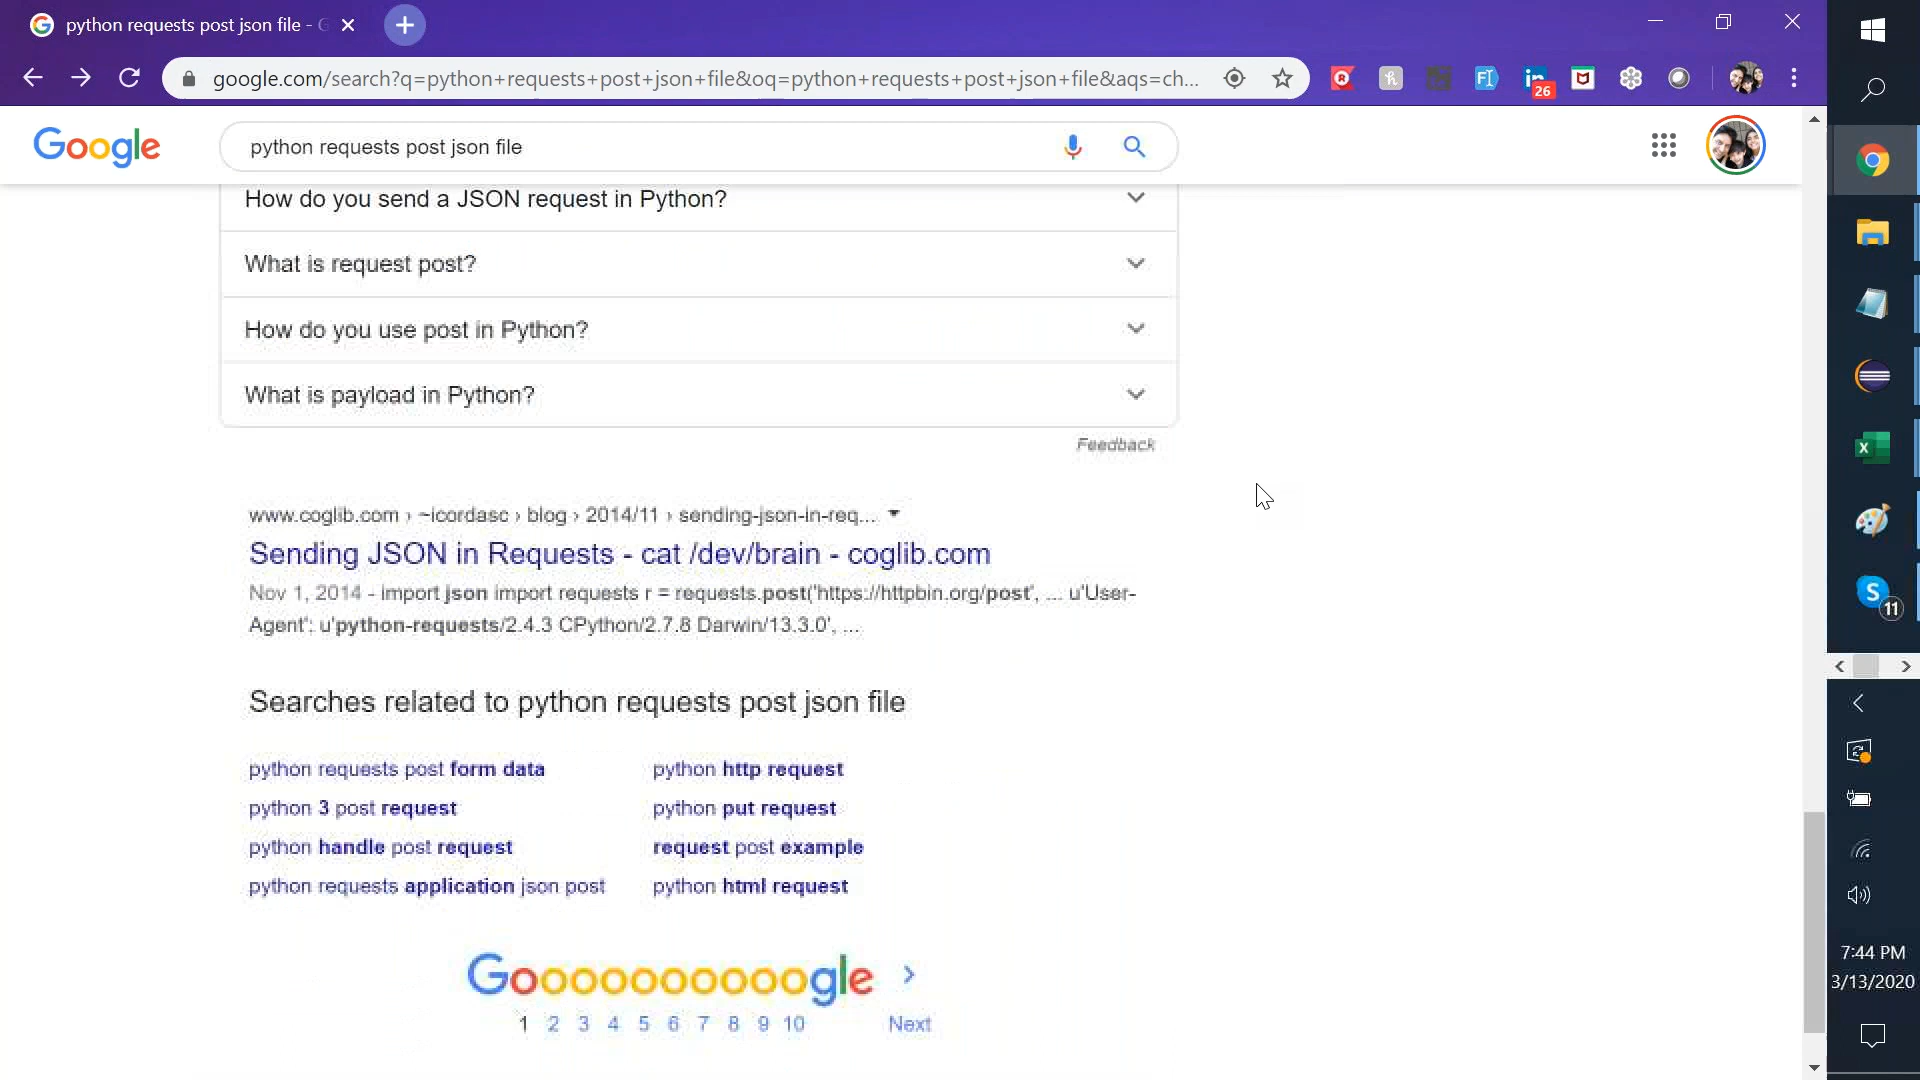 python requests post json file - G
google.com/search?q=python+requests+post+json+file&oq=python+requests+post+json+file&aqs=ch...
26
Google
python requests post json file
How do you send a JSON request in Python?
What is request post?
How do you use post in Python?
What is payload in Python?
Feedback
www.coglib.com › ~icordasc › blog › 2014/11 › sending-json-in-req...
Sending JSON in Requests - cat /dev/brain - coglib.com
Nov 1, 2014 - import json import requests r = requests.post('https://httpbin.org/post', ... u'User-
Agent': u'python-requests/2.4.3 CPython/2.7.8 Darwin/13.3.0', ...
Searches related to python requests post json file
python requests post form data
python http request
python 3 post request
python put request
python handle post request
request post example
python requests application json post
python html request
Goooooooooogle
1 2 3 4 5 6 7 8 9 10 Next
11
7:44 PM
3/13/2020